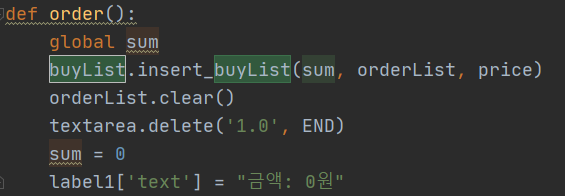 def order():
    global sum
    buyList.insert_buyList(sum, orderList, price)
    orderList.clear()
    textarea.delete('1.0', END)
    sum = 0
    label1['text'] = "금액: 0원"